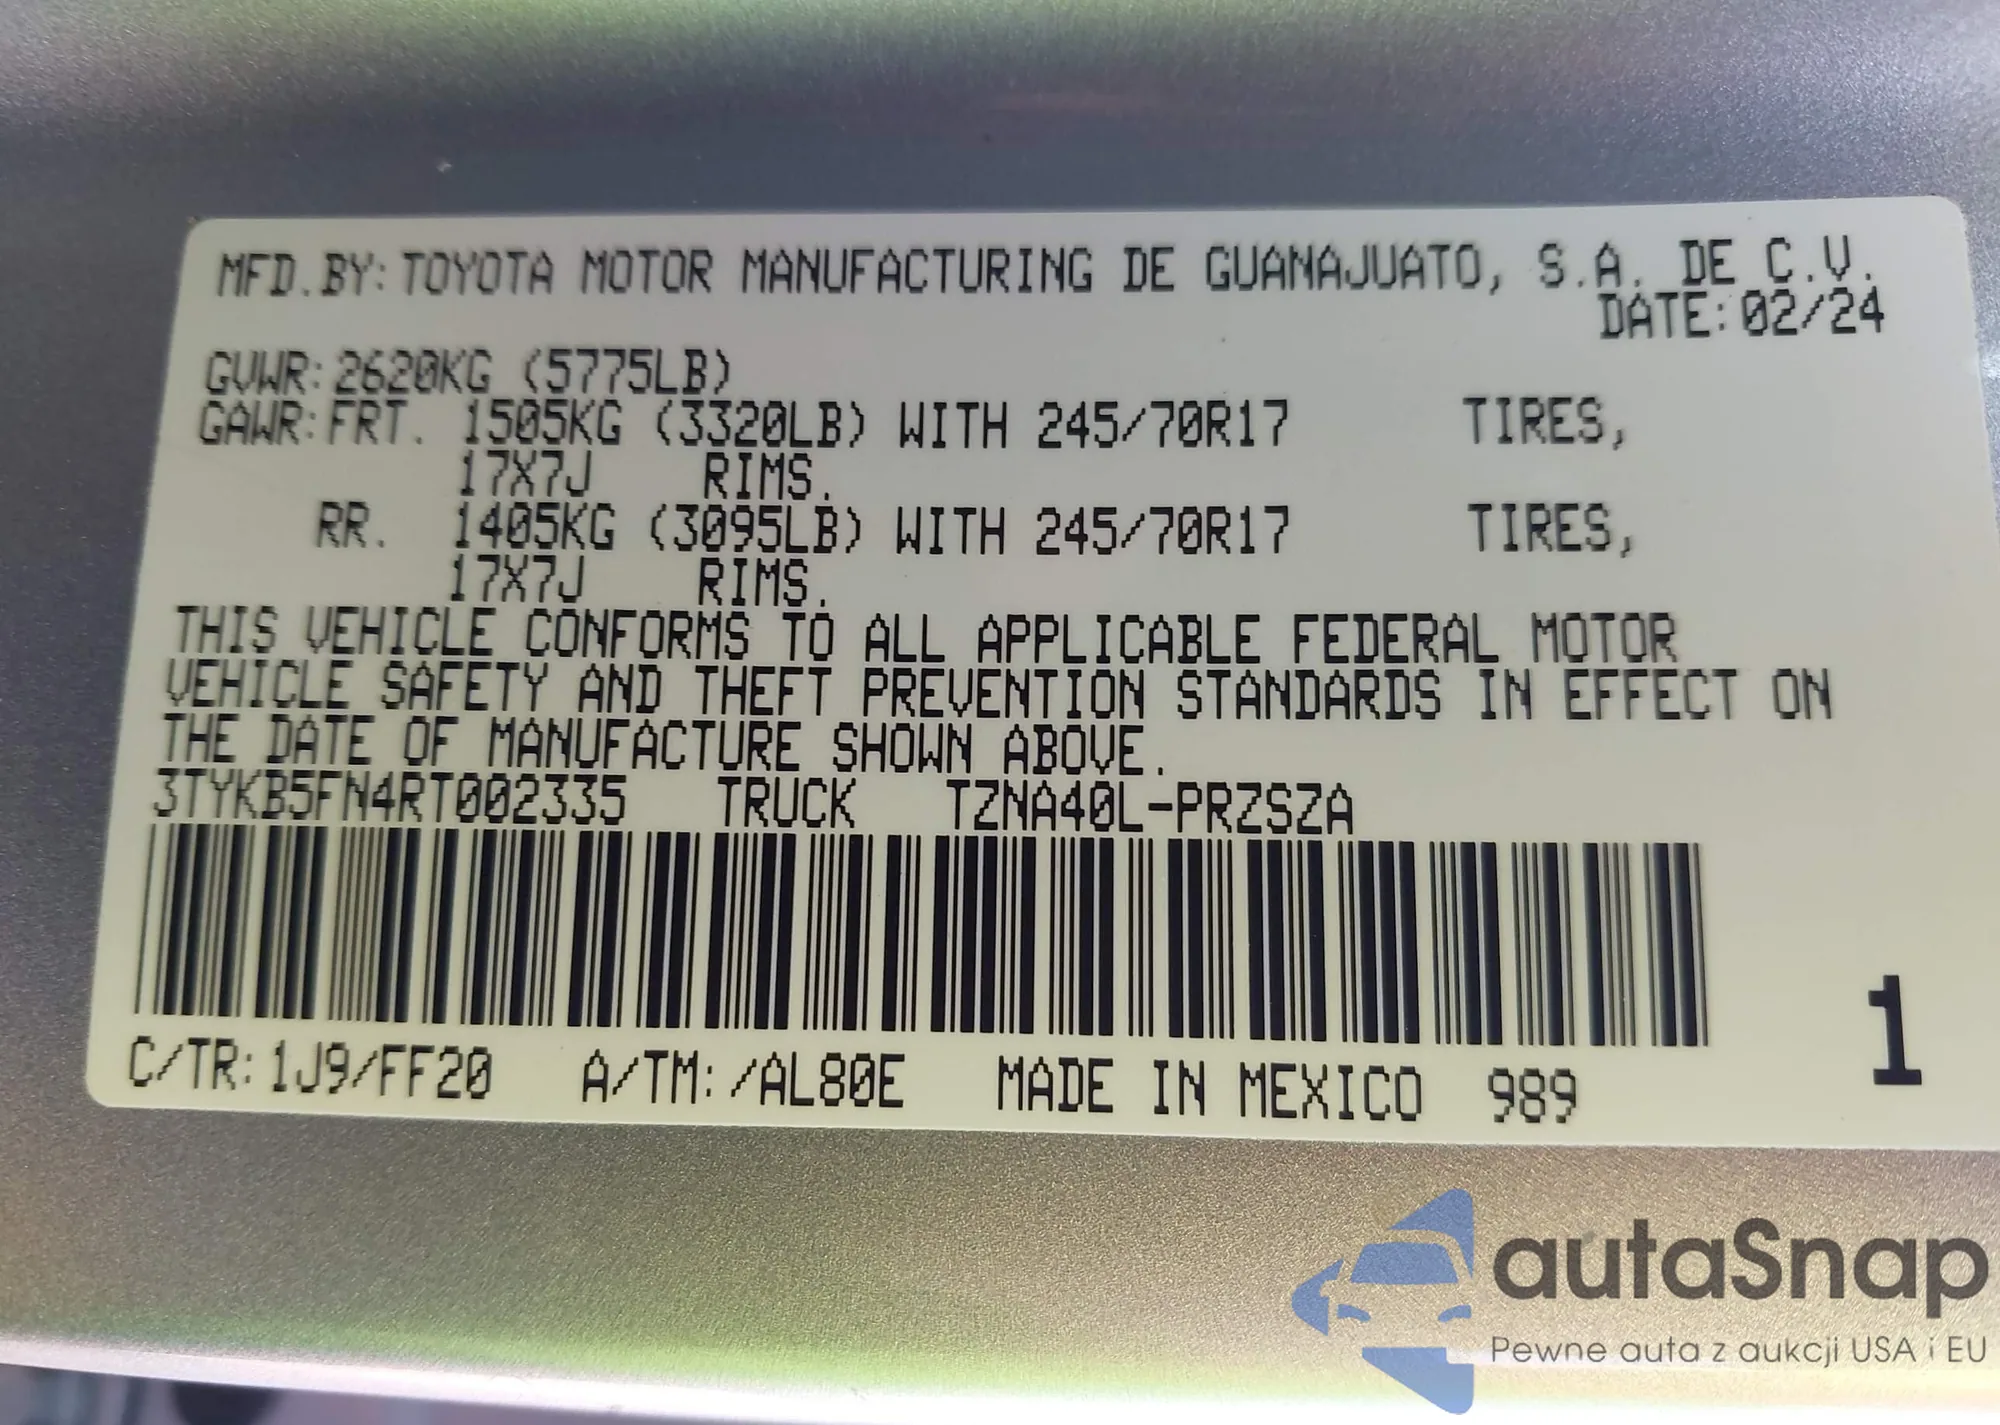 MFD.BY:TOYOTA MOTOR MANUFACTURING DE GUANAJUATO, S.A. DE C.V.
DATE:02/24
GVWR:2620KG (5775LB)
GAWR:FRT. 1505KG (3320LB) WITH 245/70R17 TIRES,
17X7J RIMS.
RR. 1405KG (3095LB) WITH 245/70R17 TIRES,
17X7J RIMS.
THIS VEHICLE CONFORMS TO ALL APPLICABLE FEDERAL MOTOR
VEHICLE SAFETY AND THEFT PREVENTION STANDARDS IN EFFECT ON
THE DATE OF MANUFACTURE SHOWN ABOVE.
3TYKB5FN4RT002335 TRUCK TZNA40L-PRZSZA
1
C/TR:1J9/FF20 A/TM:/AL80E MADE IN MEXICO 989
autaSnap
Pewne auta z aukcji USA i EU